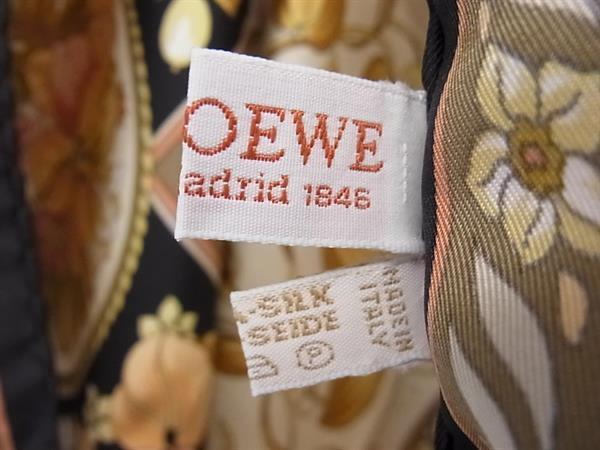 OEWE
adrid 1846
SILK
SEIDE
P
MADE IN
ITALY